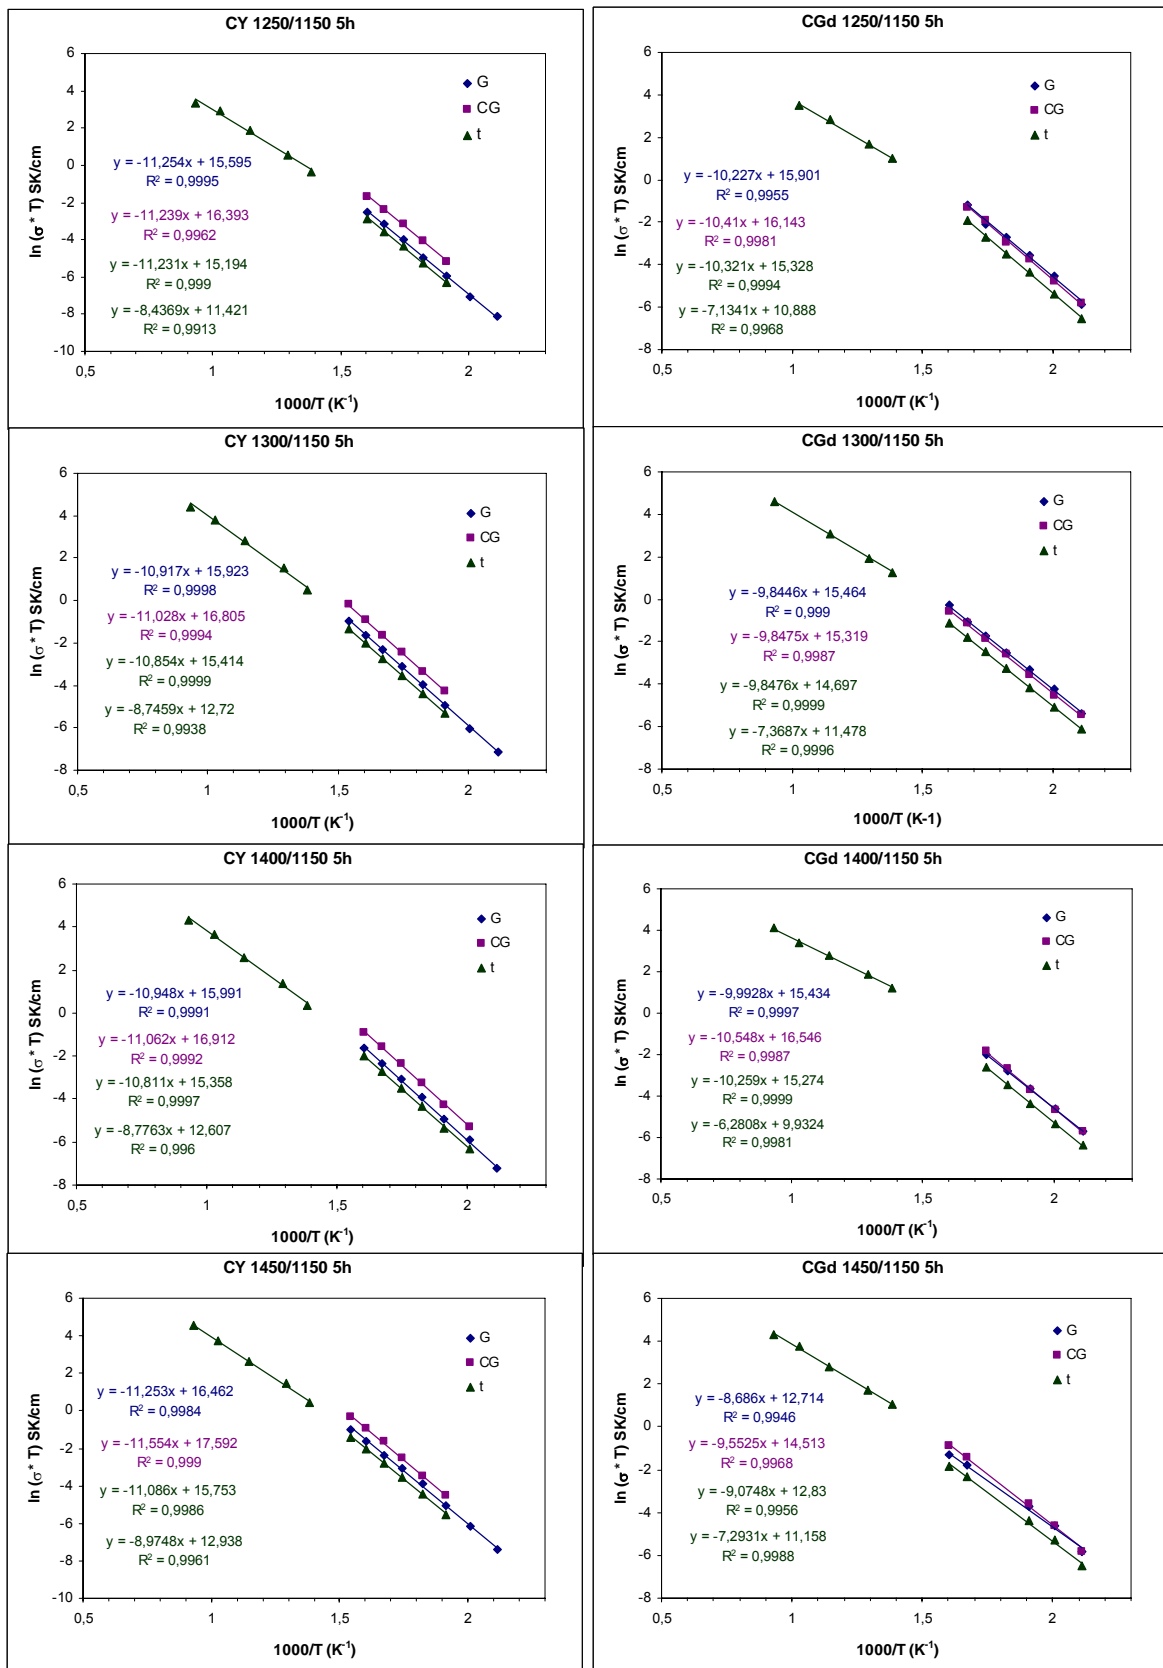 CY 1250/1150 5h
6
4
2
0
-2
-4
-6
-8
-10
ln (σ* T) SK/cm
G
CG
t
y = -11,254x + 15,595
R² = 0,9995
y = -11,239x + 16,393
R² = 0,9962
y = -11,231x + 15,194
R² = 0,999
y = -8,4369x + 11,421
R² = 0,9913
0,5 1 1,5 2
1000/T (K⁻¹)
CGd 1250/1150 5h
6
4
2
0
-2
-4
-6
-8
ln (σ* T) SK/cm
G
CG
t
y = -10,227x + 15,901
R² = 0,9955
y = -10,41x + 16,143
R² = 0,9981
y = -10,321x + 15,328
R² = 0,9994
y = -7,1341x + 10,888
R² = 0,9968
0,5 1 1,5 2
1000/T (K⁻¹)
CY 1300/1150 5h
6
4
2
0
-2
-4
-6
-8
ln (σ* T) SK/cm
G
CG
t
y = -10,917x + 15,923
R² = 0,9998
y = -11,028x + 16,805
R² = 0,9994
y = -10,854x + 15,414
R² = 0,9999
y = -8,7459x + 12,72
R² = 0,9938
0,5 1 1,5 2
1000/T (K⁻¹)
CGd 1300/1150 5h
6
4
2
0
-2
-4
-6
-8
ln (σ* T) SK/cm
G
CG
t
y = -9,8446x + 15,464
R² = 0,999
y = -9,8475x + 15,319
R² = 0,9987
y = -9,8476x + 14,697
R² = 0,9999
y = -7,3687x + 11,478
R² = 0,9996
0,5 1 1,5 2
1000/T (K-1)
CY 1400/1150 5h
6
4
2
0
-2
-4
-6
-8
ln (σ* T) SK/cm
G
CG
t
y = -10,948x + 15,991
R² = 0,9991
y = -11,062x + 16,912
R² = 0,9992
y = -10,811x + 15,358
R² = 0,9997
y = -8,7763x + 12,607
R² = 0,996
0,5 1 1,5 2
1000/T (K⁻¹)
CGd 1400/1150 5h
6
4
2
0
-2
-4
-6
-8
ln (σ* T) SK/cm
G
CG
t
y = -9,9928x + 15,434
R² = 0,9997
y = -10,548x + 16,546
R² = 0,9987
y = -10,259x + 15,274
R² = 0,9999
y = -6,2808x + 9,9324
R² = 0,9981
0,5 1 1,5 2
1000/T (K⁻¹)
CY 1450/1150 5h
6
4
2
0
-2
-4
-6
-8
-10
ln (σ* T) SK/cm
G
CG
t
y = -11,253x + 16,462
R² = 0,9984
y = -11,554x + 17,592
R² = 0,999
y = -11,086x + 15,753
R² = 0,9986
y = -8,9748x + 12,938
R² = 0,9961
0,5 1 1,5 2
1000/T (K⁻¹)
CGd 1450/1150 5h
6
4
2
0
-2
-4
-6
-8
ln (σ* T) SK/cm
G
CG
t
y = -8,686x + 12,714
R² = 0,9946
y = -9,5525x + 14,513
R² = 0,9968
y = -9,0748x + 12,83
R² = 0,9956
y = -7,2931x + 11,158
R² = 0,9988
0,5 1 1,5 2
1000/T (K⁻¹)